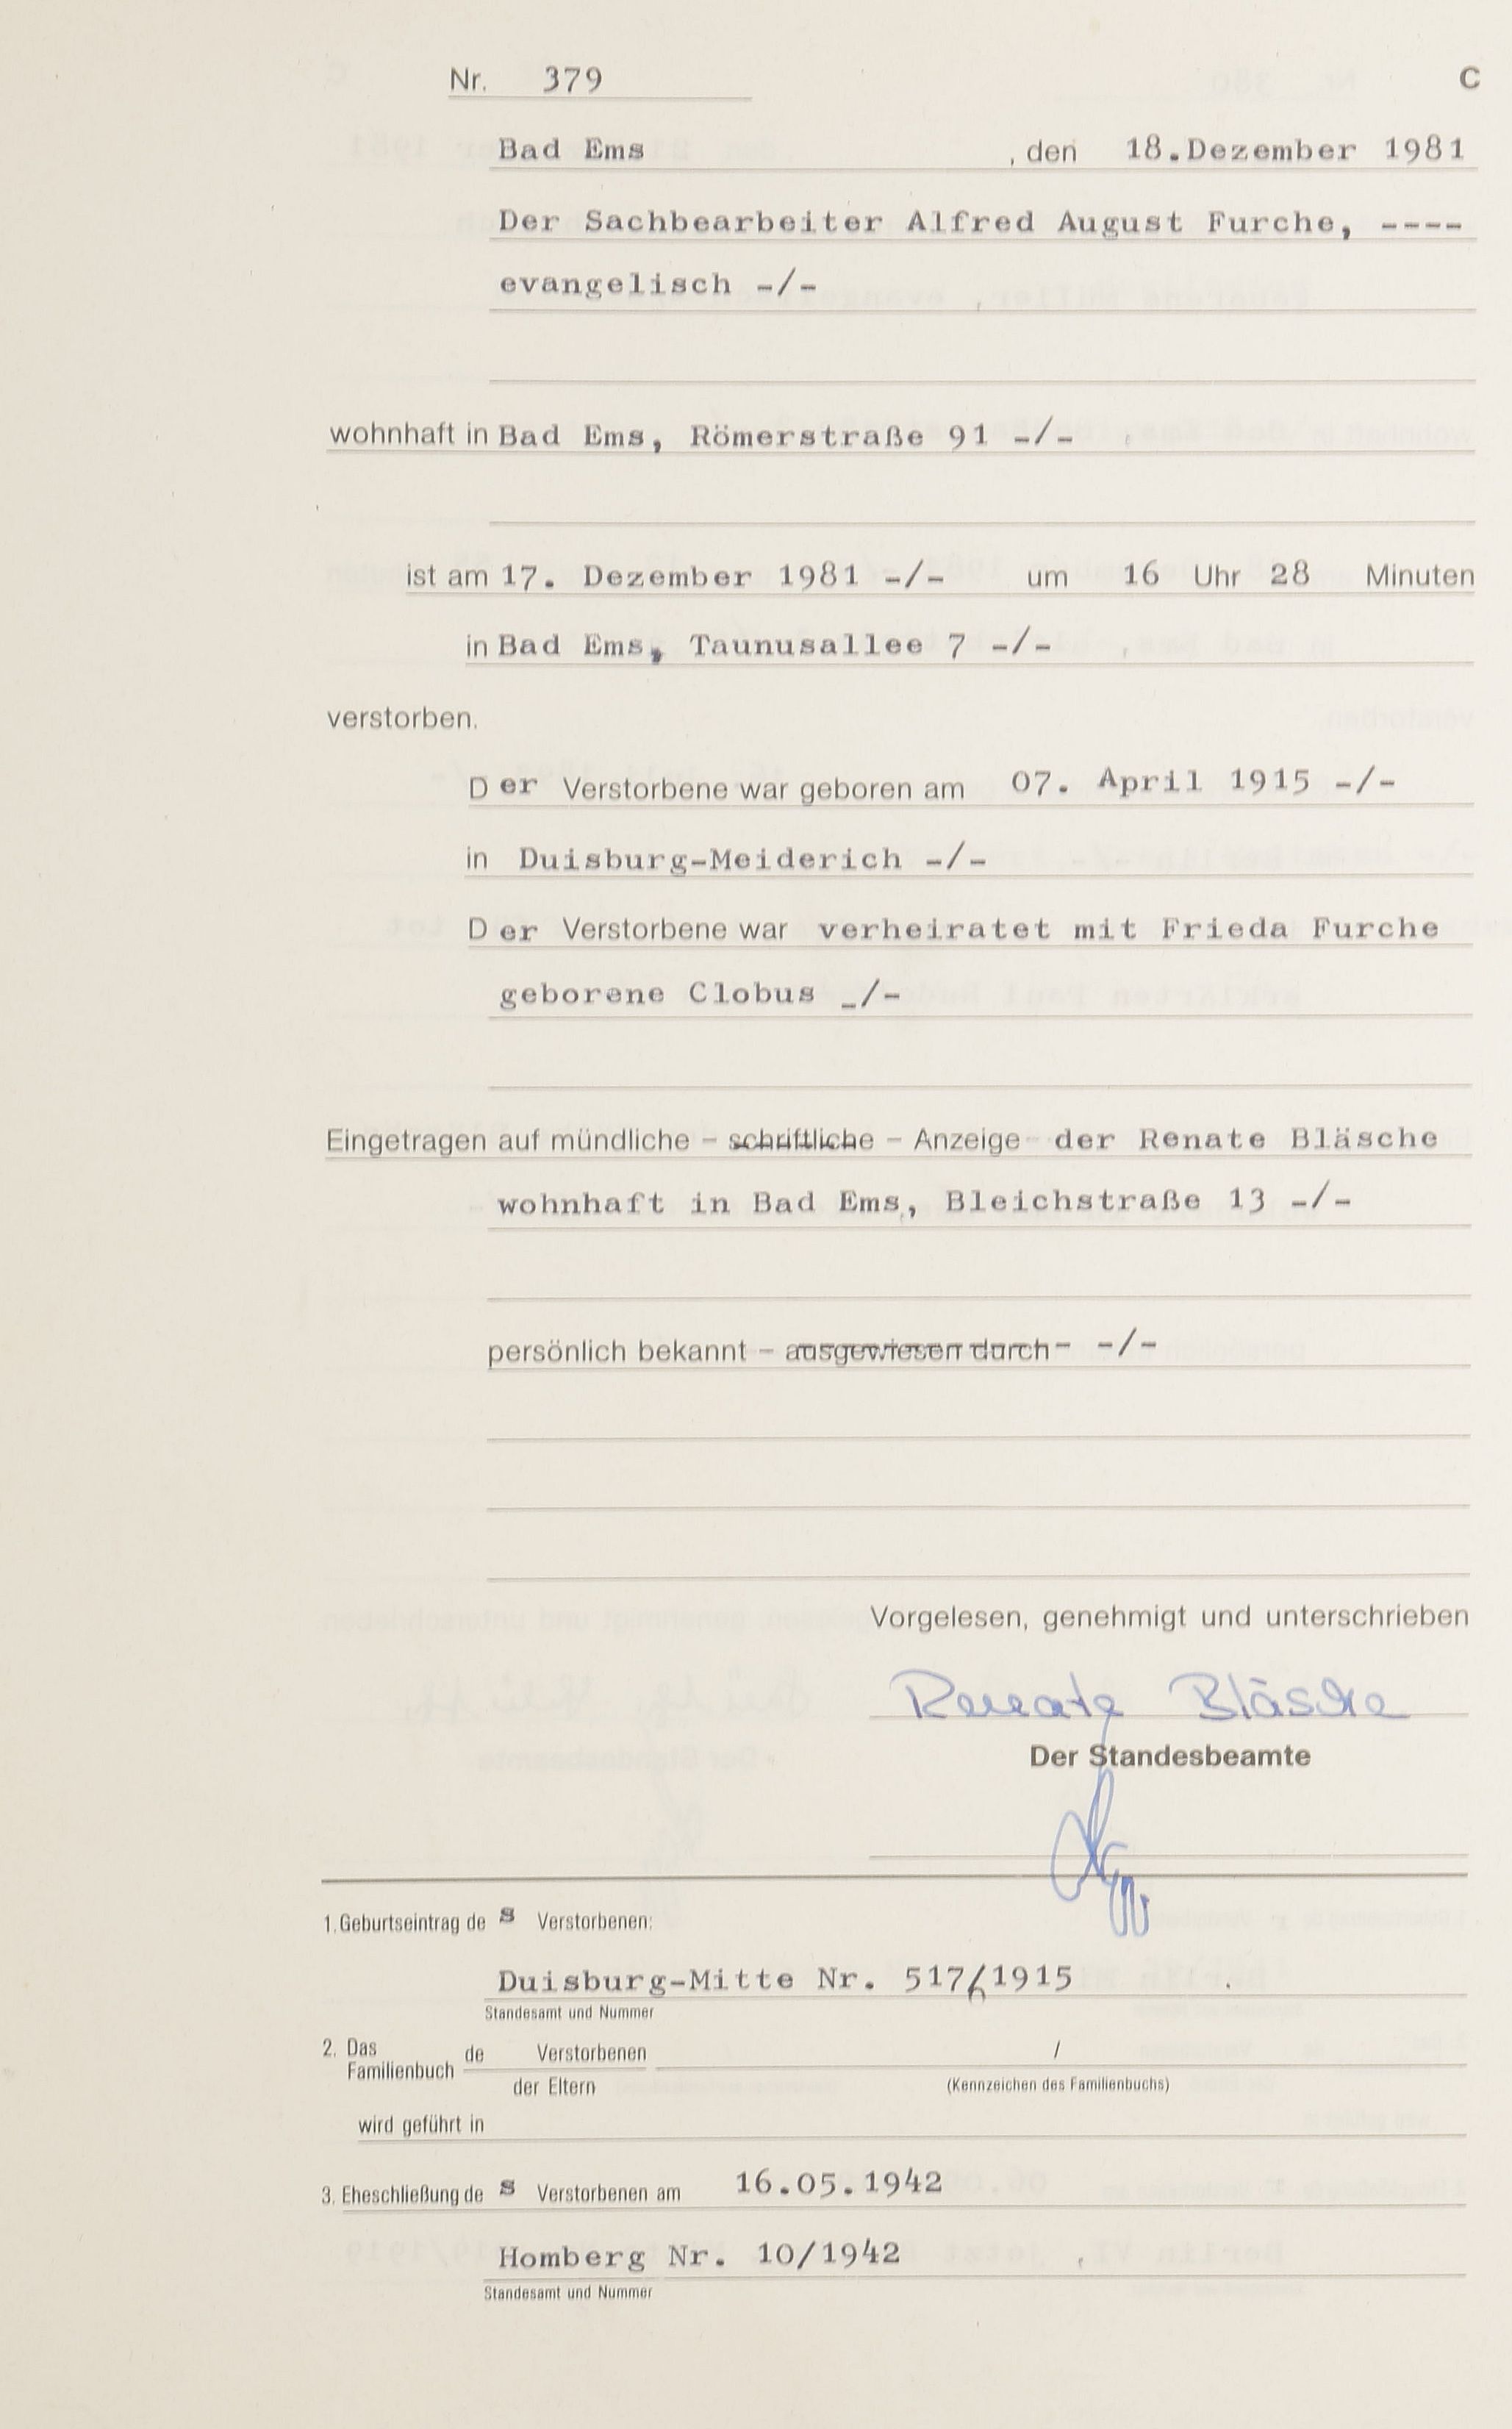 Nr. 379 C
Bad Ems , den 18.Dezember 1981
Der Sachbearbeiter Alfred August Furche, ----
evangelisch -/-
wohnhaft in Bad Ems, Römerstraße 91 -/-
ist am 17. Dezember 1981 -/- um 16 Uhr 28 Minuten
in Bad Ems, Taunusallee 7 -/-
verstorben.
Der Verstorbene war geboren am 07. April 1915 -/-
in Duisburg-Meiderich -/-
Der Verstorbene war verheiratet mit Frieda Furche
geborene Clobus -/-
Eingetragen auf mündliche – schriftliche – Anzeige der Renate Bläsche
wohnhaft in Bad Ems, Bleichstraße 13 -/-
persönlich bekannt – ausgewiesen durch - -/-
Vorgelesen, genehmigt und unterschrieben
Renate Bläsche
Der Standesbeamte
1. Geburtseintrag des Verstorbenen:
Duisburg-Mitte Nr. 517/1915
Standesamt und Nummer
2. Das Familienbuch de Verstorbenen /
der Eltern (Kennzeichen des Familienbuchs)
wird geführt in
3. Eheschließung des Verstorbenen am 16.05.1942
Homberg Nr. 10/1942
Standesamt und Nummer